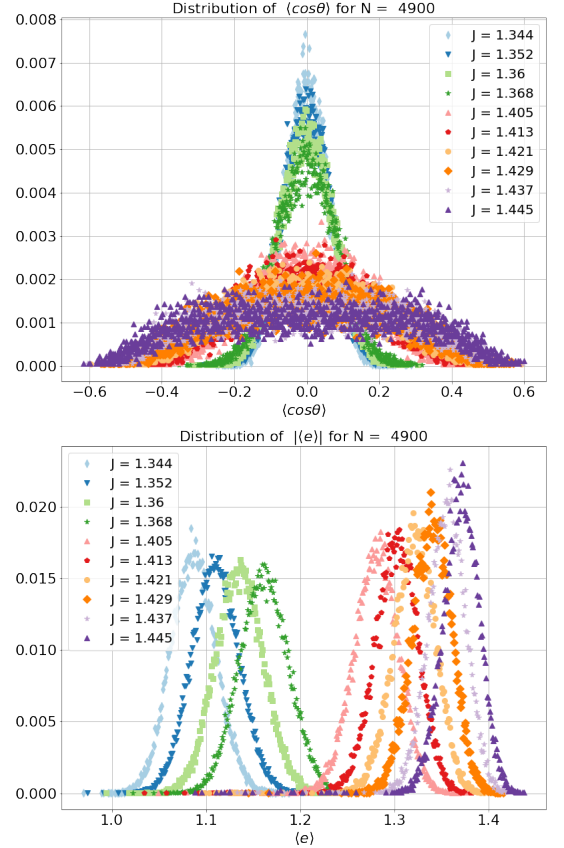 Distribution of ⟨cosθ⟩ for N = 4900
0.008
0.007
0.006
0.005
0.004
0.003
0.002
0.001
0.000
J = 1.344
J = 1.352
J = 1.36
J = 1.368
J = 1.405
J = 1.413
J = 1.421
J = 1.429
J = 1.437
J = 1.445
−0.6 −0.4 −0.2 0.0 0.2 0.4 0.6
⟨cosθ⟩
Distribution of |⟨e⟩| for N = 4900
0.020
0.015
0.010
0.005
0.000
J = 1.344
J = 1.352
J = 1.36
J = 1.368
J = 1.405
J = 1.413
J = 1.421
J = 1.429
J = 1.437
J = 1.445
1.0 1.1 1.2 1.3 1.4
⟨e⟩